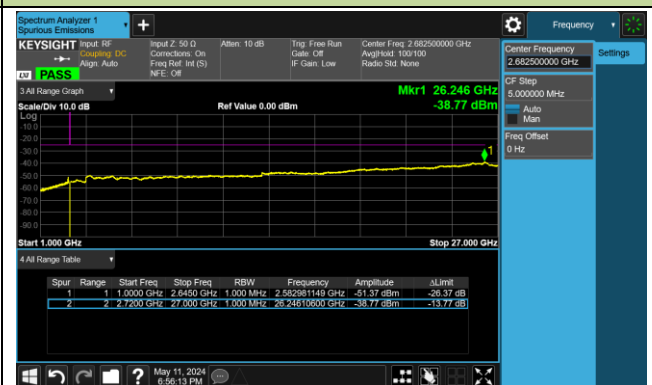 Spectrum Analyzer 1
Spurious Emissions
Frequency
KEYSIGHT
Input: RF
Coupling: DC
Align: Auto
Input Z: 50 Ω
Corrections: On
Freq Ref: Int (S)
NFE: Off
Atten: 10 dB
Trig: Free Run
Gate: Off
IF Gain: Low
Center Freq: 2.682500000 GHz
Avg|Hold: 100/100
Radio Std: None
LXI
PASS
Center Frequency
2.682500000 GHz
Settings
CF Step
5.000000 MHz
Auto
Man
Freq Offset
0 Hz
3 All Range Graph
Mkr1 26.246 GHz
-38.77 dBm
Scale/Div 10.0 dB
Ref Value 0.00 dBm
Log
-10.0
-20.0
-30.0
-40.0
-50.0
-60.0
-70.0
-80.0
-90.0
1
Start 1.000 GHz
Stop 27.000 GHz
4 All Range Table
Spur Range Start Freq Stop Freq RBW Frequency Amplitude ΔLimit
1 1 1.0000 GHz 2.6450 GHz 1.000 MHz 2.582981149 GHz -51.37 dBm -26.37 dB
2 2 2.7200 GHz 27.000 GHz 1.000 MHz 26.24610600 GHz -38.77 dBm -13.77 dB
?
May 11, 2024
6:56:13 PM